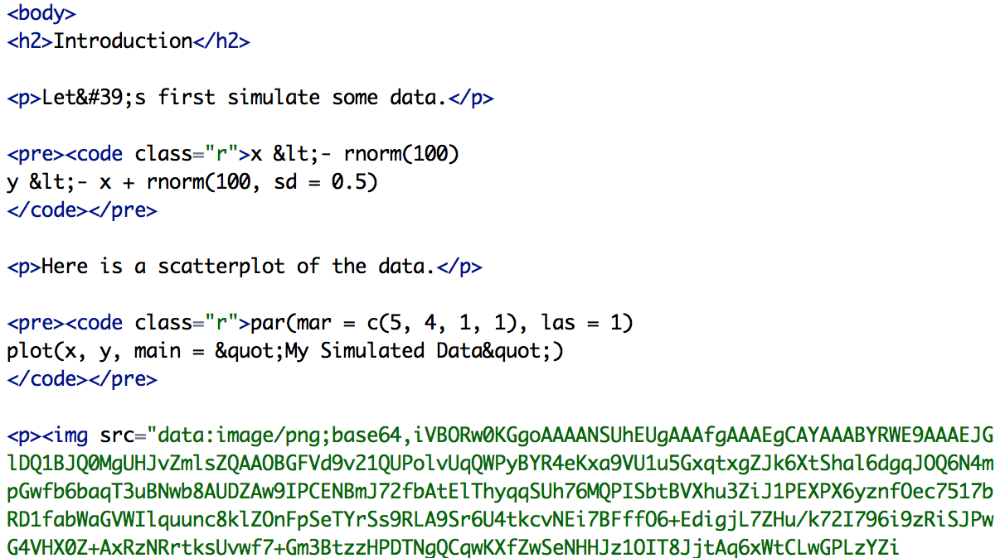 <body>
<h2>Introduction</h2>
<p>Let&#39;s first simulate some data.</p>
<pre><code class="r">x &lt;- rnorm(100)
y &lt;- x + rnorm(100, sd = 0.5)
</code></pre>
<p>Here is a scatterplot of the data.</p>
<pre><code class="r">par(mar = c(5, 4, 1, 1), las = 1)
plot(x, y, main = &quot;My Simulated Data&quot;)
</code></pre>
<p><img src="data:image/png;base64,iVBORw0KGgoAAAANSUhEUgAAAfgAAAEgCAYAAABYRWE9AAAEJG
lDQ1BJQ0MgUHJvZmlsZQAAOBGFVd9v21QUPolvUqQWPyBYR4eKxa9VU1u5GxqtxgZJk6XtShal6dgqJOQ6N4m
pGwfb6baqT3uBNwb8AUDZAw9IPCENBmJ72fbAtElThyqqSUh76MQPISbtBVXhu3ZiJ1PEXPX6yznfOec7517b
RD1fabWaGVWIlquunc8klZOnFpSeTYrSs9RLA9Sr6U4tkcvNEi7BFffO6+EdigjL7ZHu/k72I796i9zRiSJPw
G4VHX0Z+AxRzNRrtksUvwf7+Gm3BtzzHPDTNgQCqwKXfZwSeNHHJz1OIT8JjtAq6xWtCLwGPLzYZi